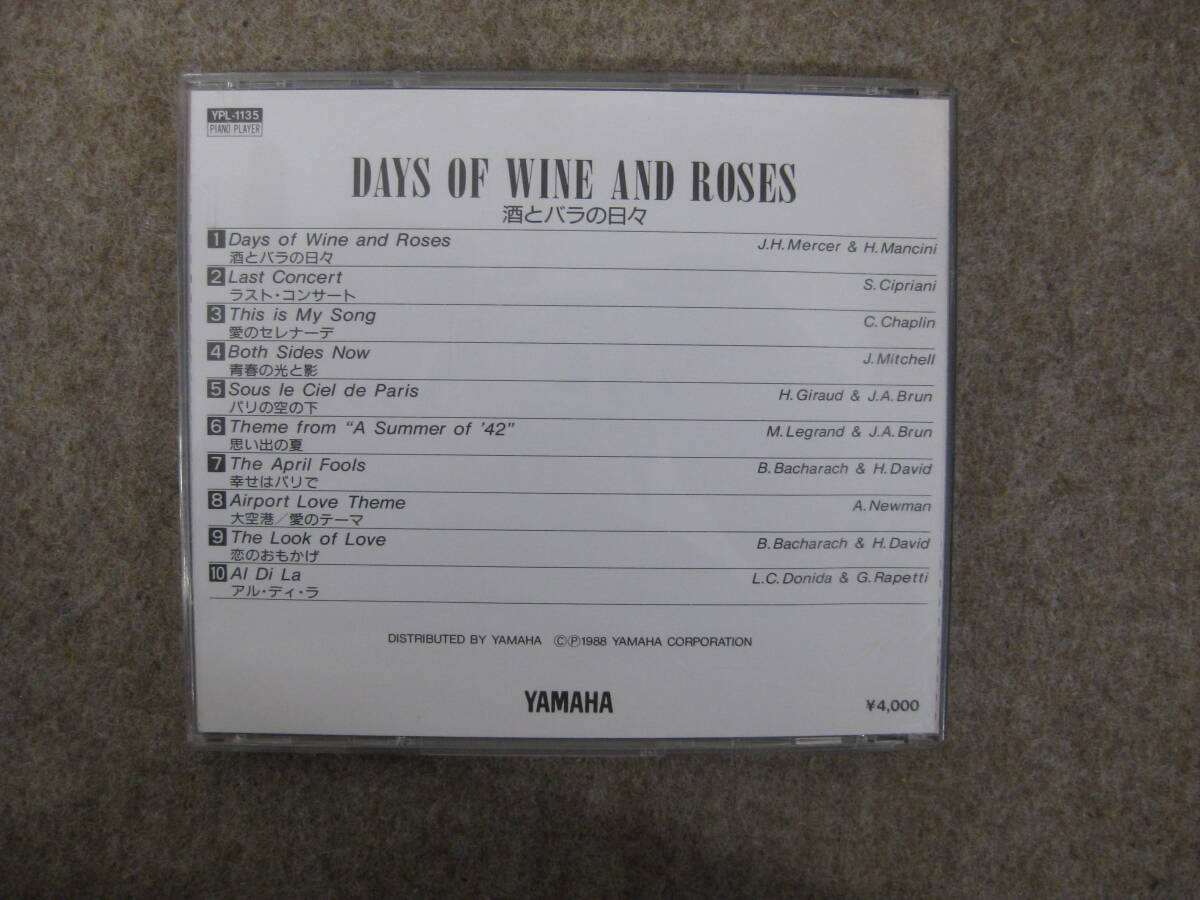 YPL-1135
PIANO PLAYER
DAYS OF WINE AND ROSES
酒とバラの日々
1 Days of Wine and Roses J.H.Mercer & H.Mancini
酒とバラの日々
2 Last Concert S.Cipriani
ラスト・コンサート
3 This is My Song C.Chaplin
愛のセレナーデ
4 Both Sides Now J.Mitchell
青春の光と影
5 Sous le Ciel de Paris H.Giraud & J.A.Brun
パリの空の下
6 Theme from “A Summer of ’42” M.Legrand & J.A.Brun
思い出の夏
7 The April Fools B.Bacharach & H.David
幸せはパリで
8 Airport Love Theme A.Newman
大空港／愛のテーマ
9 The Look of Love B.Bacharach & H.David
恋のおもかげ
10 Al Di La L.C.Donida & G.Rapetti
アル・ディ・ラ
DISTRIBUTED BY YAMAHA ©℗1988 YAMAHA CORPORATION
YAMAHA
¥4,000